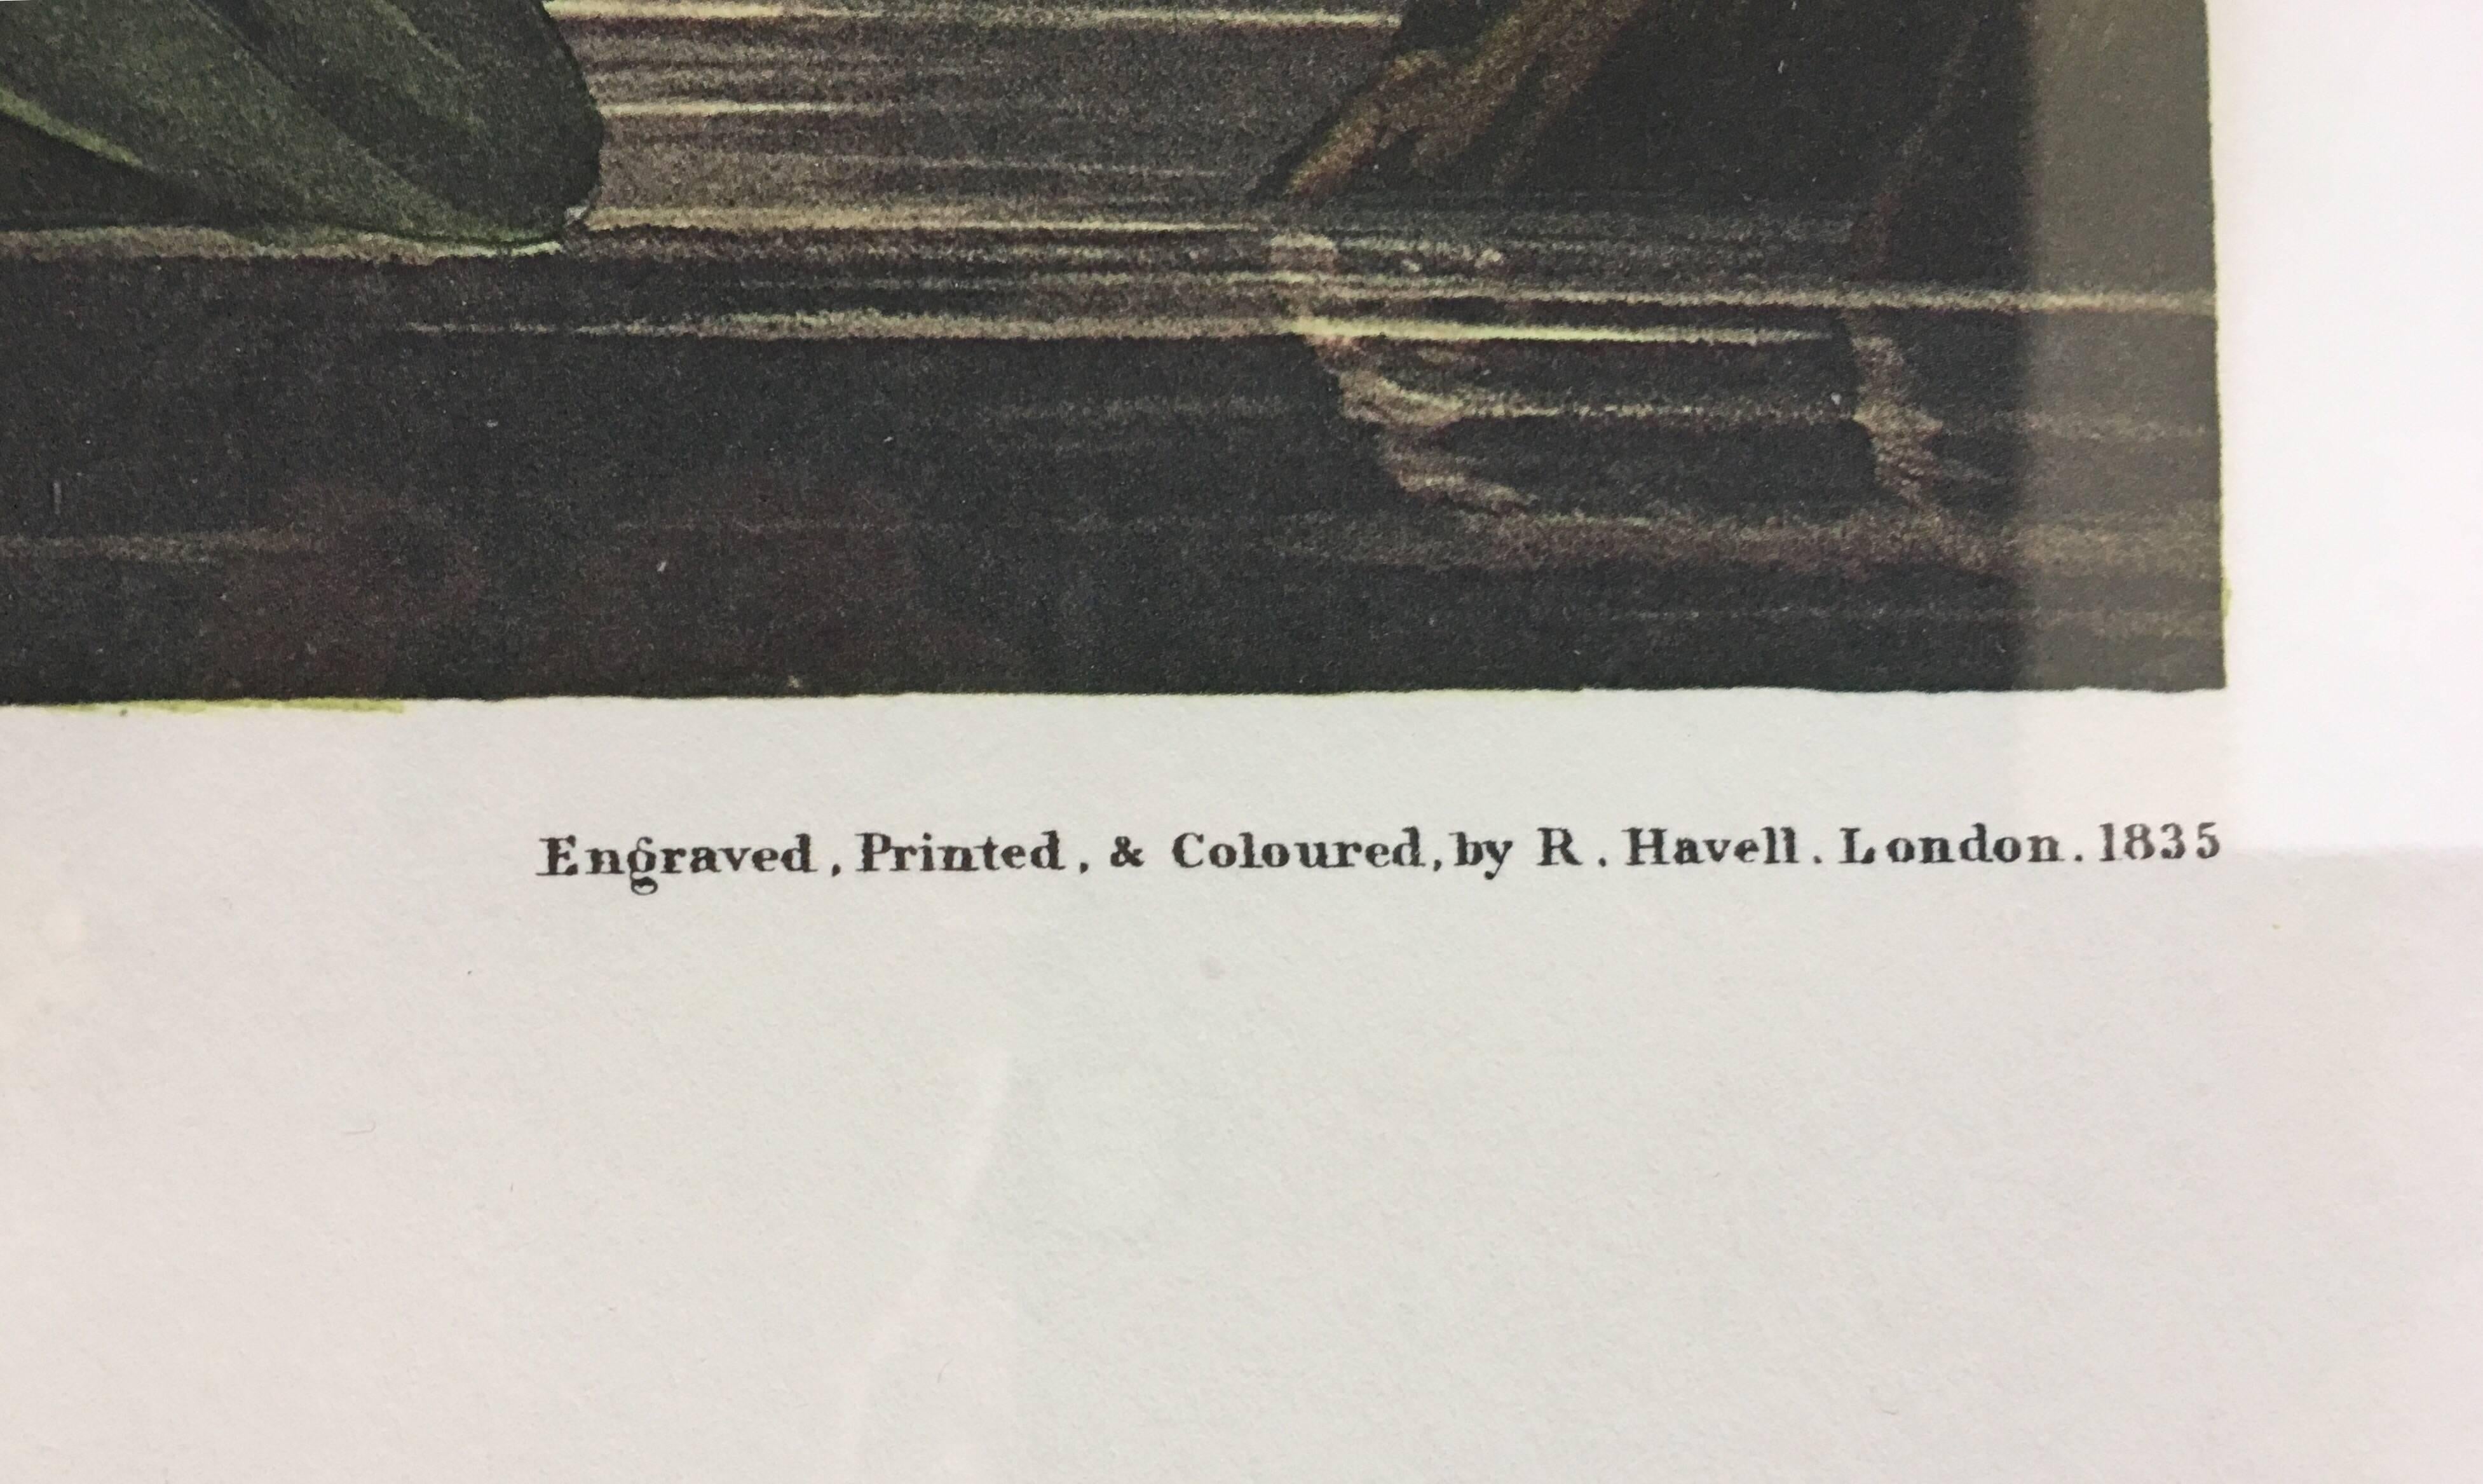 Engraved, Printed, & Coloured, by R. Havell. London. 1835